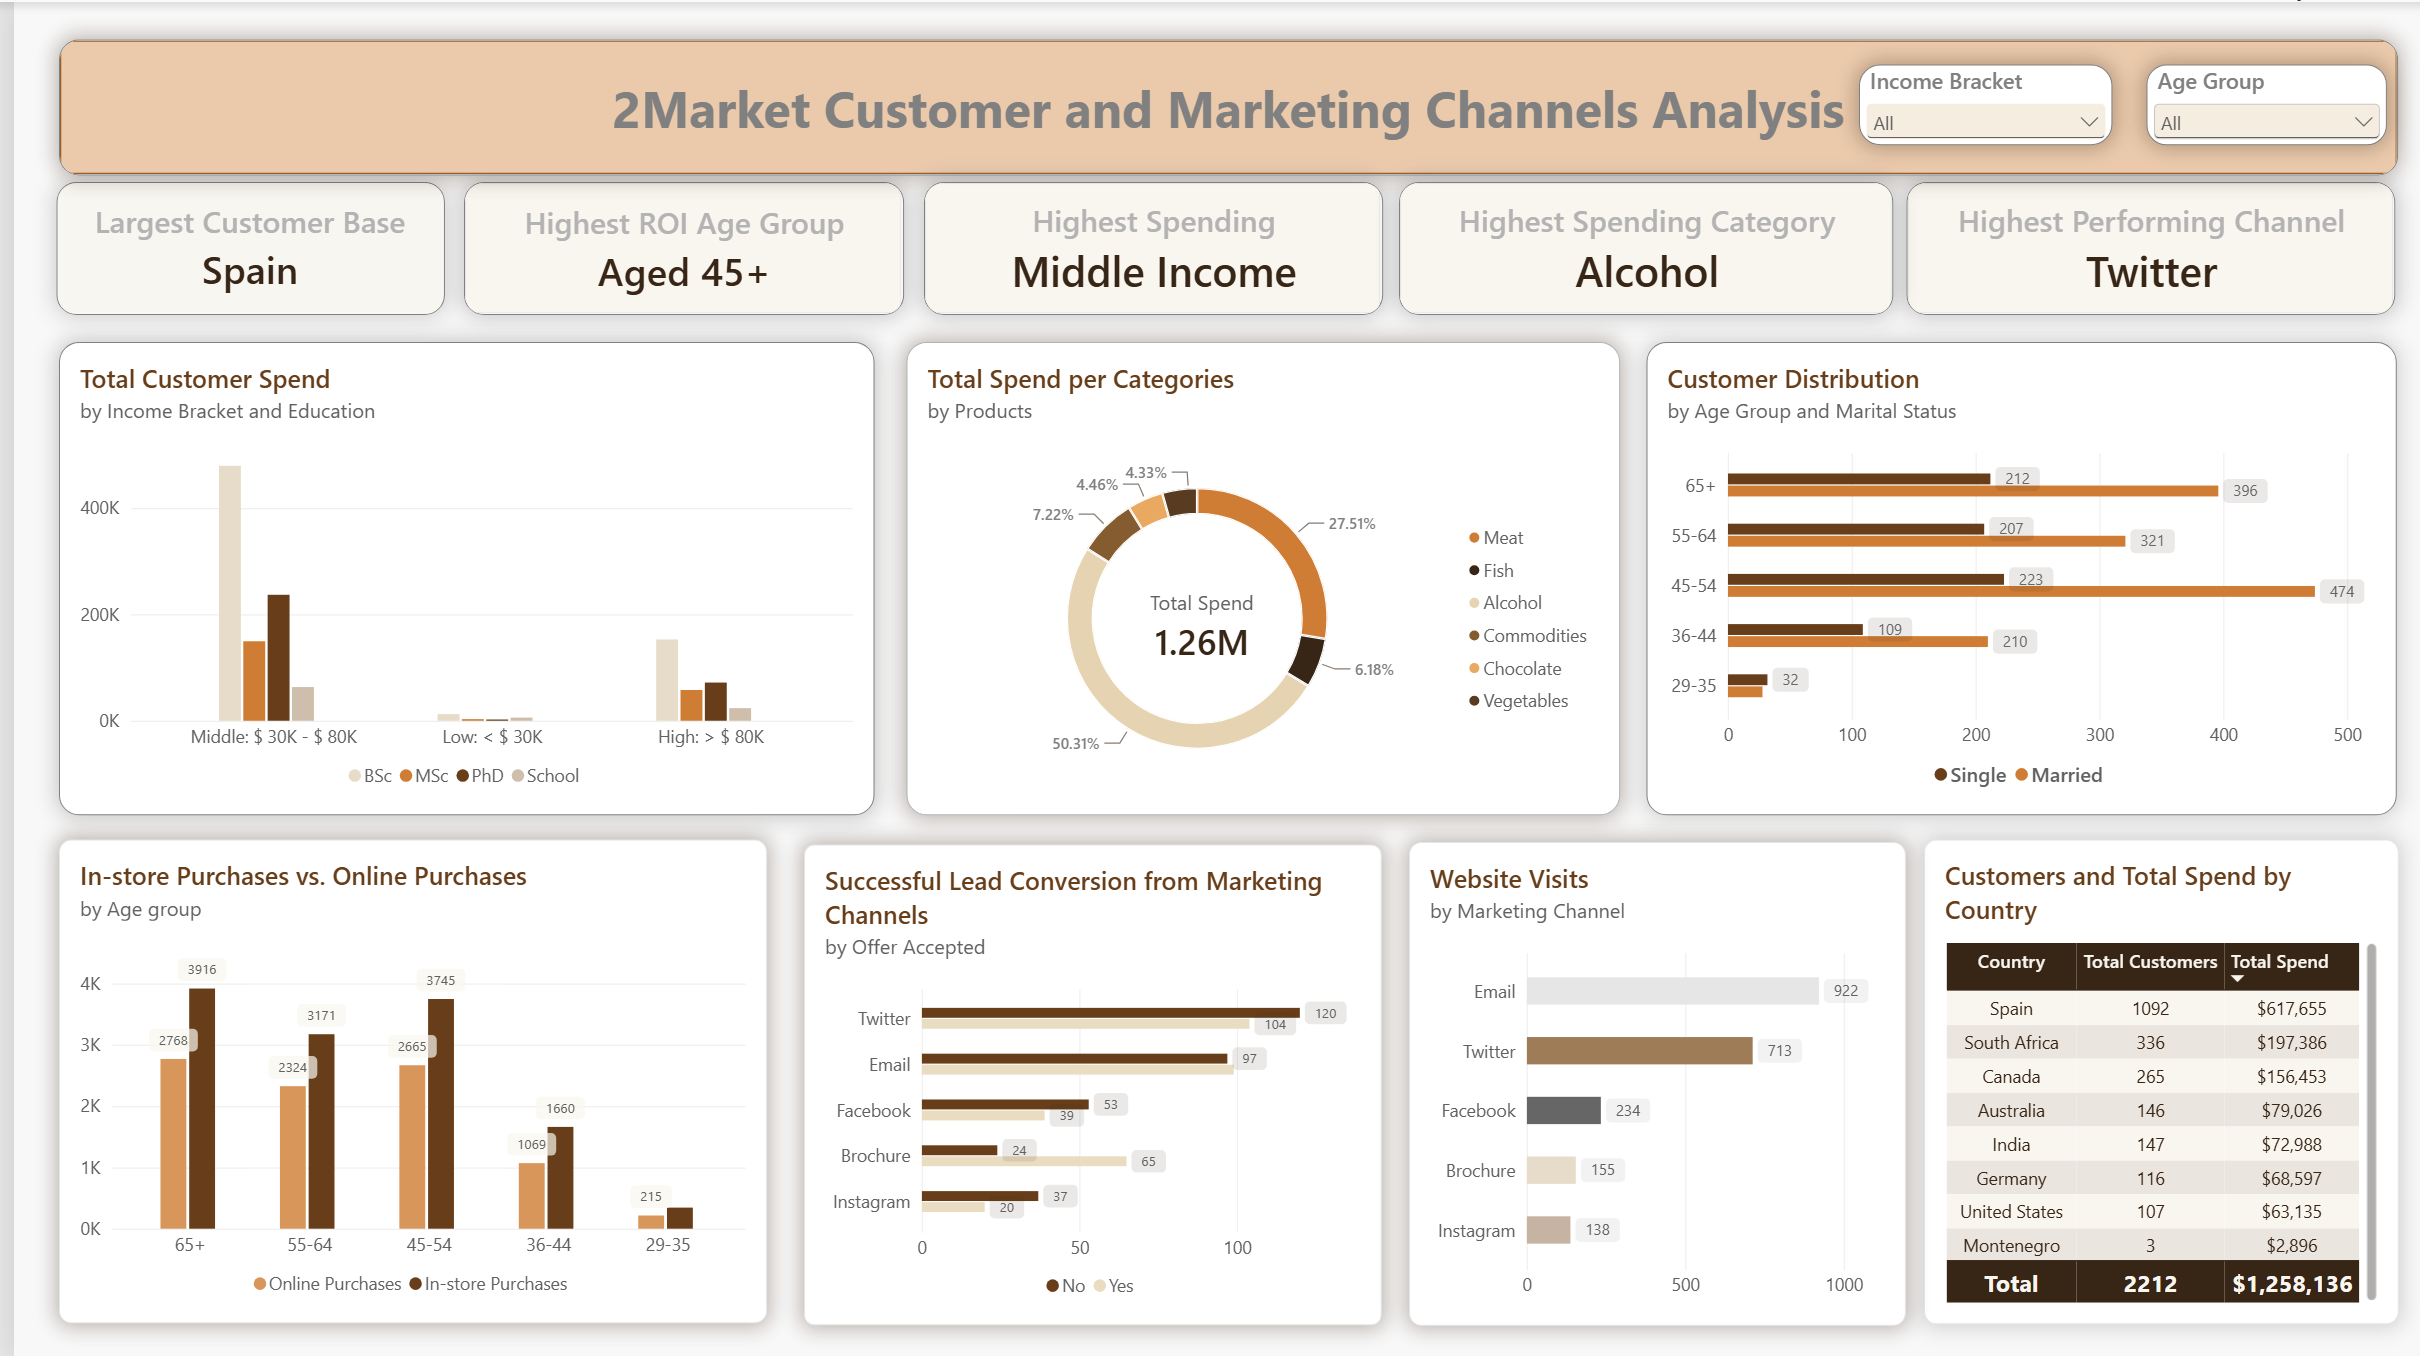 2Market Customer and Marketing Channels Analysis
Income Bracket
All
Age Group
All
Largest Customer Base
Spain
Highest ROI Age Group
Aged 45+
Highest Spending
Middle Income
Highest Spending Category
Alcohol
Highest Performing Channel
Twitter
Total Customer Spend
by Income Bracket and Education
400K
200K
0K
Middle: $ 30K - $ 80K
Low: < $ 30K
High: > $ 80K
BSc MSc PhD School
Total Spend per Categories
by Products
4.33%
4.46%
7.22%
27.51%
6.18%
50.31%
Total Spend
1.26M
Meat
Fish
Alcohol
Commodities
Chocolate
Vegetables
Customer Distribution
by Age Group and Marital Status
65+ 212 396
55-64 207 321
45-54 223 474
36-44 109 210
29-35 32
0 100 200 300 400 500
Single Married
In-store Purchases vs. Online Purchases
by Age group
4K
3K
2K
1K
0K
2768 3916
2324 3171
2665 3745
1069 1660
215
65+ 55-64 45-54 36-44 29-35
Online Purchases In-store Purchases
Successful Lead Conversion from Marketing
Channels
by Offer Accepted
Twitter 120 104
Email 97
Facebook 53 39
Brochure 24 65
Instagram 37 20
0 50 100
No Yes
Website Visits
by Marketing Channel
Email 922
Twitter 713
Facebook 234
Brochure 155
Instagram 138
0 500 1000
Customers and Total Spend by
Country
Country Total Customers Total Spend
Spain 1092 $617,655
South Africa 336 $197,386
Canada 265 $156,453
Australia 146 $79,026
India 147 $72,988
Germany 116 $68,597
United States 107 $63,135
Montenegro 3 $2,896
Total 2212 $1,258,136